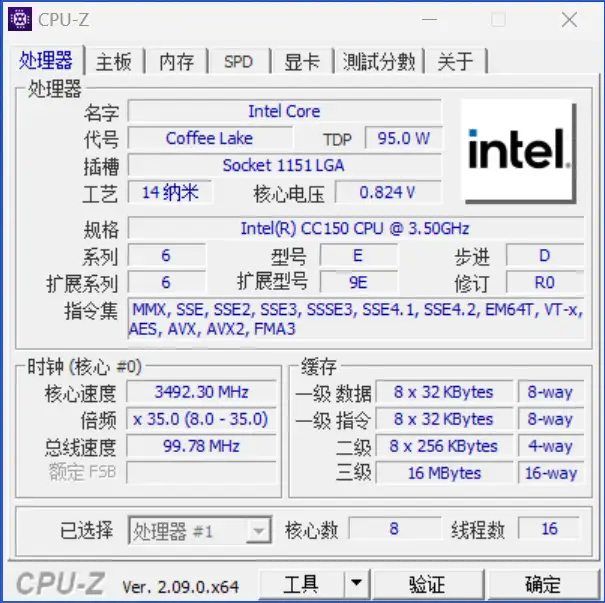 CPU-Z
处理器 主板 内存 SPD 显卡 測試分數 关于
处理器
名字 Intel Core
代号 Coffee Lake TDP 95.0 W
插槽 Socket 1151 LGA
工艺 14 纳米 核心电压 0.824 V
intel.
规格 Intel(R) CC150 CPU @ 3.50GHz
系列 6 型号 E 步进 D
扩展系列 6 扩展型号 9E 修订 R0
指令集 MMX, SSE, SSE2, SSE3, SSSE3, SSE4.1, SSE4.2, EM64T, VT-x,
AES, AVX, AVX2, FMA3
时钟 (核心 #0)
核心速度 3492.30 MHz
倍频 x 35.0 (8.0 - 35.0)
总线速度 99.78 MHz
额定 FSB
缓存
一级 数据 8 x 32 KBytes 8-way
一级 指令 8 x 32 KBytes 8-way
二级 8 x 256 KBytes 4-way
三级 16 MBytes 16-way
已选择 处理器 #1 核心数 8 线程数 16
CPU-Z Ver. 2.09.0.x64 工具 验证 确定